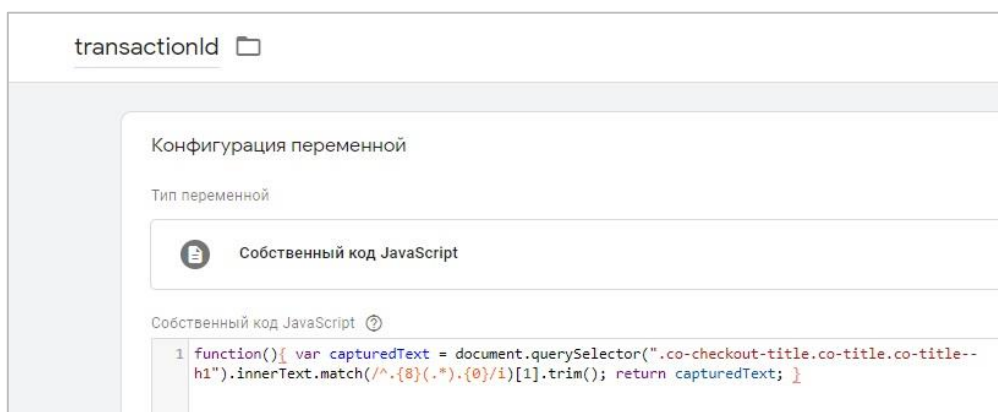 transactionId
Конфигурация переменной
Тип переменной
Собственный код JavaScript
Собственный код JavaScript
1 function(){ var capturedText = document.querySelector(".co-checkout-title.co-title.co-title--
h1").innerText.match(/^.{8}(.*).{0}/i)[1].trim(); return capturedText; }